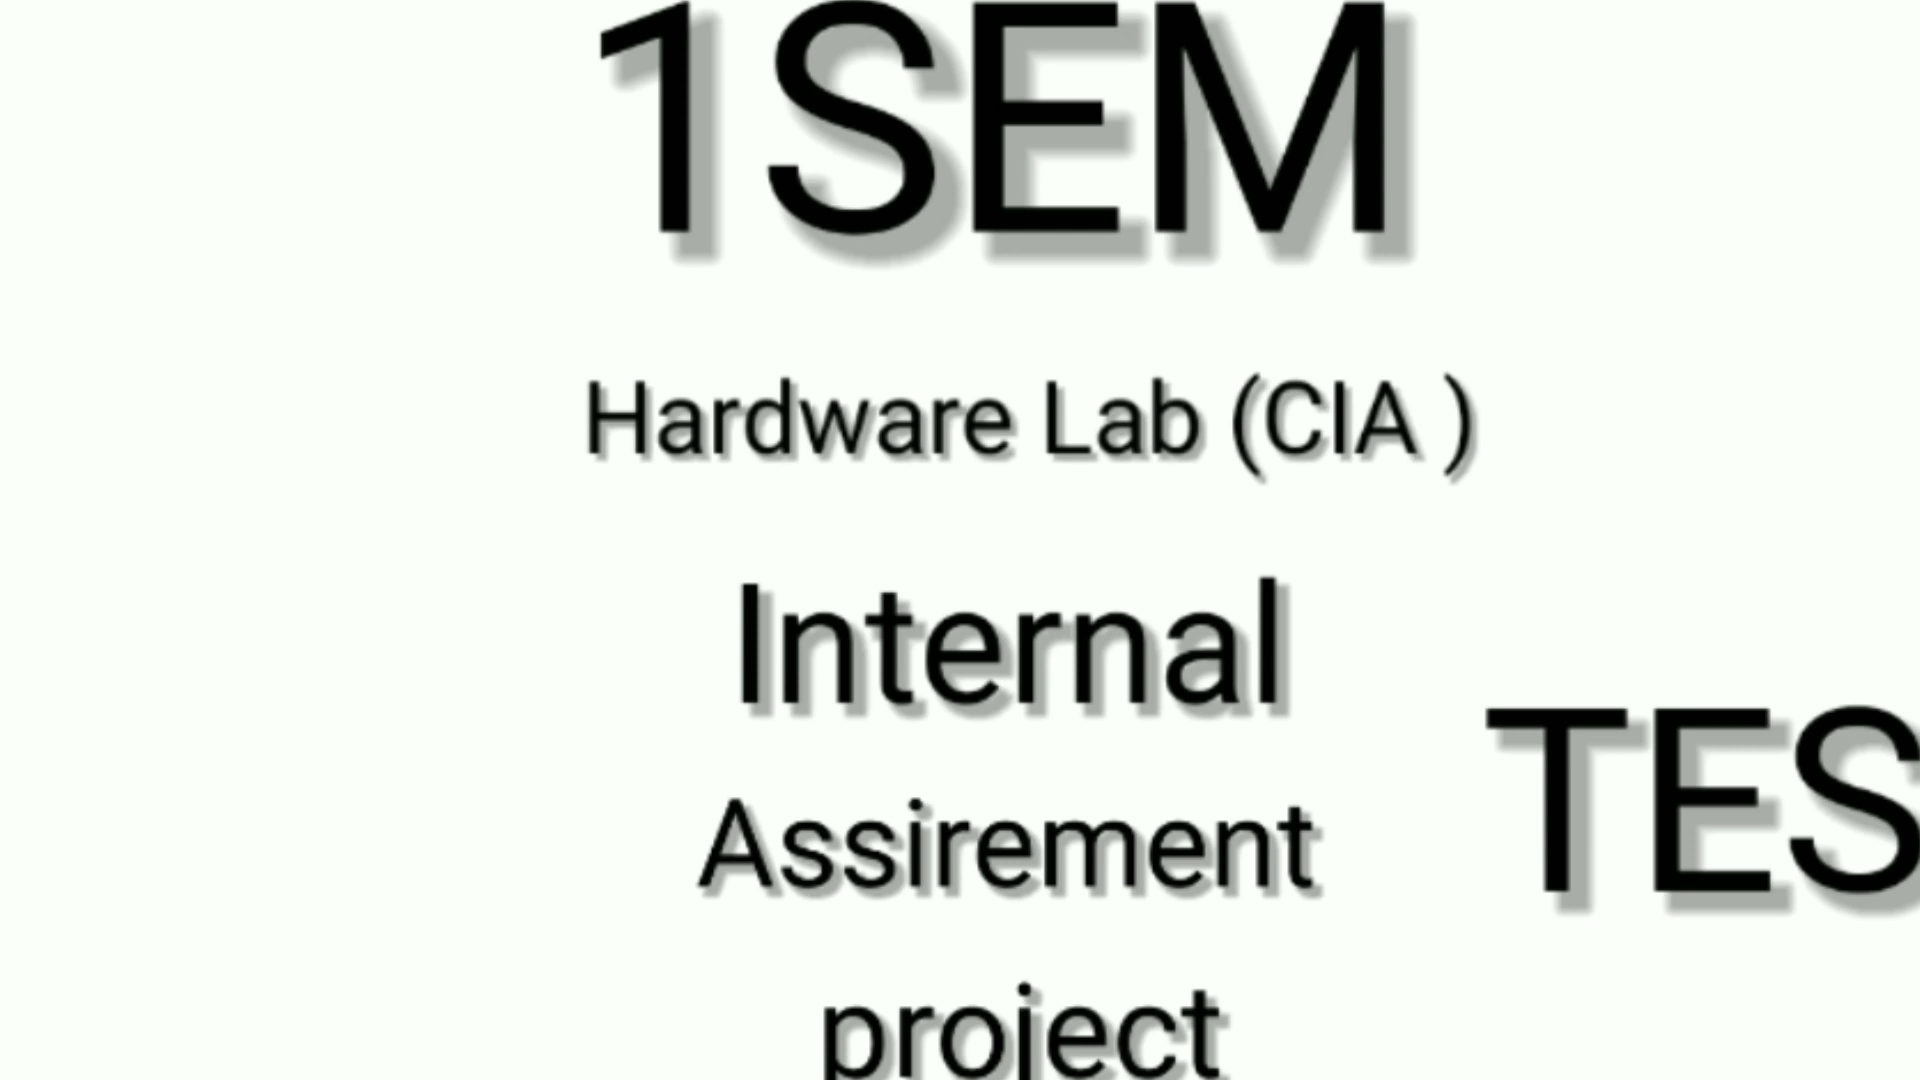 1SEM
Hardware Lab (CIA )
Internal
TES
Assirement
project